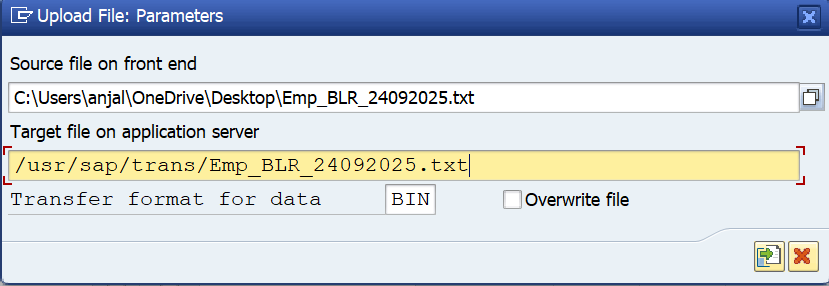 Upload File: Parameters
Source file on front end
C:\Users\anjal\OneDrive\Desktop\Emp_BLR_24092025.txt
Target file on application server
/usr/sap/trans/Emp_BLR_24092025.txt
Transfer format for data BIN Overwrite file